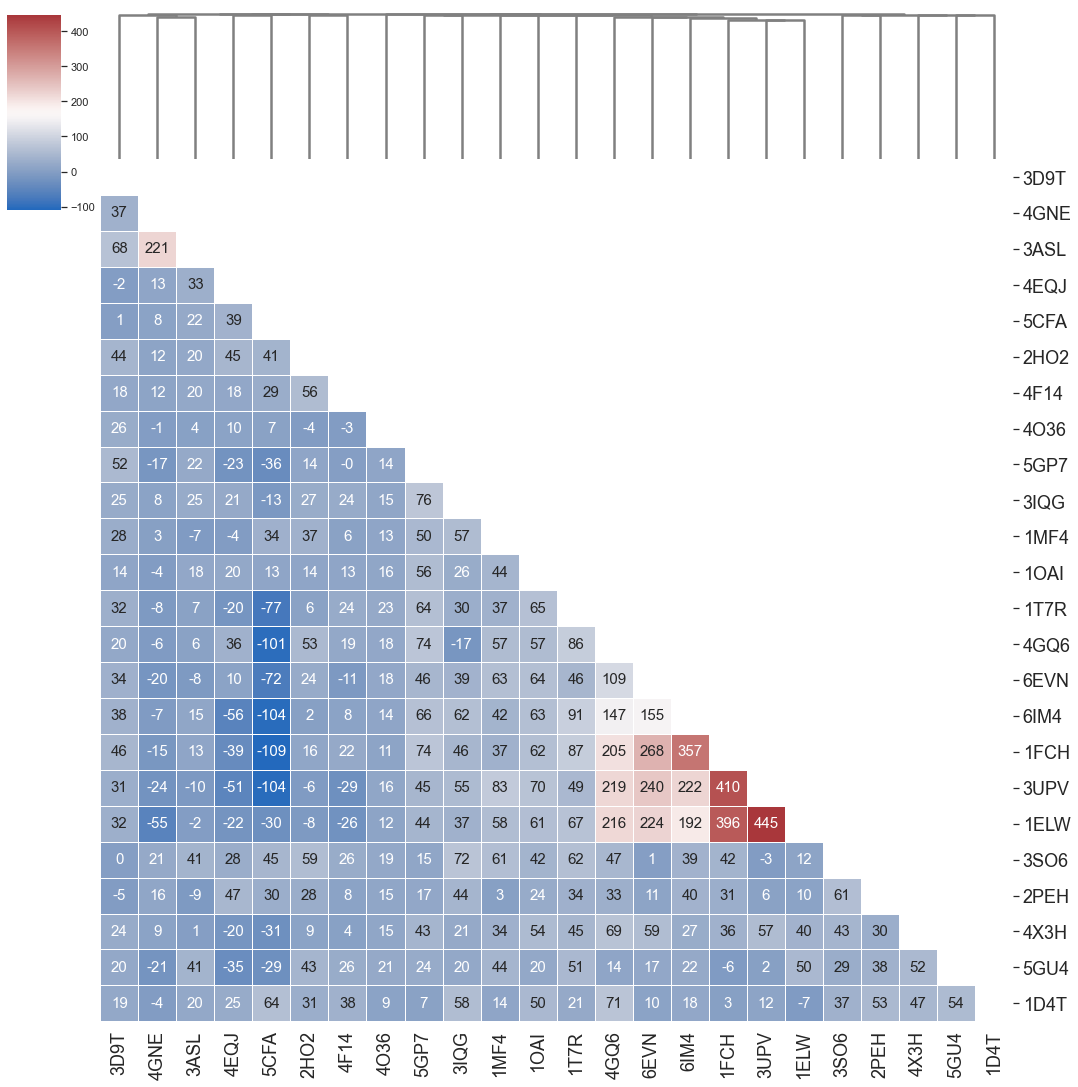 400
300
200
100
0
−100
3D9T
37 4GNE
68 221 3ASL
-2 13 33 4EQJ
1 8 22 39 5CFA
44 12 20 45 41 2HO2
18 12 20 18 29 56 4F14
26 -1 4 10 7 -4 -3 4O36
52 -17 22 -23 -36 14 -0 14 5GP7
25 8 25 21 -13 27 24 15 76 3IQG
28 3 -7 -4 34 37 6 13 50 57 1MF4
14 -4 18 20 13 14 13 16 56 26 44 1OAI
32 -8 7 -20 -77 6 24 23 64 30 37 65 1T7R
20 -6 6 36 -101 53 19 18 74 -17 57 57 86 4GQ6
34 -20 -8 10 -72 24 -11 18 46 39 63 64 46 109 6EVN
38 -7 15 -56 -104 2 8 14 66 62 42 63 91 147 155 6IM4
46 -15 13 -39 -109 16 22 11 74 46 37 62 87 205 268 357 1FCH
31 -24 -10 -51 -104 -6 -29 16 45 55 83 70 49 219 240 222 410 3UPV
32 -55 -2 -22 -30 -8 -26 12 44 37 58 61 67 216 224 192 396 445 1ELW
0 21 41 28 45 59 26 19 15 72 61 42 62 47 1 39 42 -3 12 3SO6
-5 16 -9 47 30 28 8 15 17 44 3 24 34 33 11 40 31 6 10 61 2PEH
24 9 1 -20 -31 9 4 15 43 21 34 54 45 69 59 27 36 57 40 43 30 4X3H
20 -21 41 -35 -29 43 26 21 24 20 44 20 51 14 17 22 -6 2 50 29 38 52 5GU4
19 -4 20 25 64 31 38 9 7 58 14 50 21 71 10 18 3 12 -7 37 53 47 54 1D4T
3D9T 4GNE 3ASL 4EQJ 5CFA 2HO2 4F14 4O36 5GP7 3IQG 1MF4 1OAI 1T7R 4GQ6 6EVN 6IM4 1FCH 3UPV 1ELW 3SO6 2PEH 4X3H 5GU4 1D4T